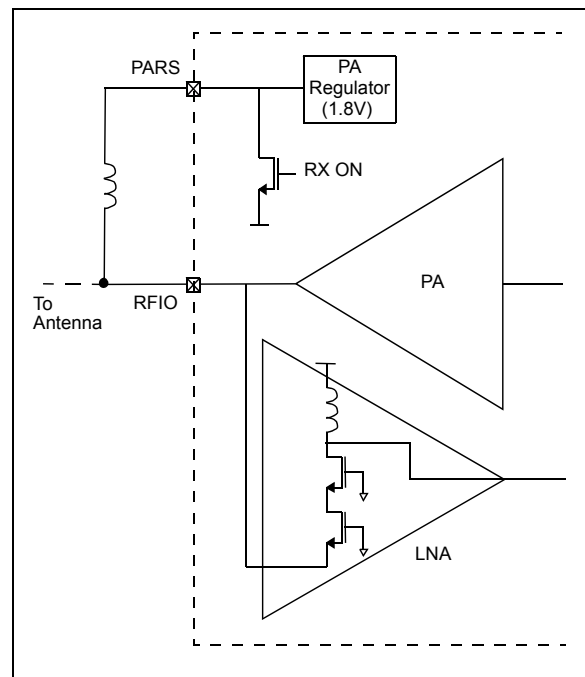 PARS
PA
Regulator
(1.8V)
RX ON
PA
RFIO
To
Antenna
LNA